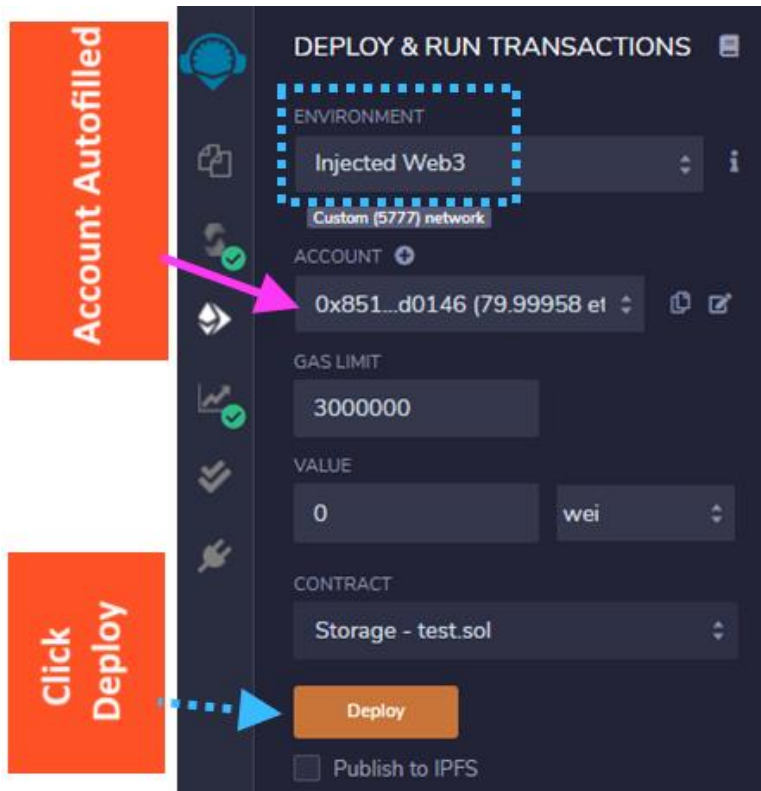 Account Autofilled
DEPLOY & RUN TRANSACTIONS
ENVIRONMENT
Injected Web3
i
Custom (5777) network
ACCOUNT
0x851...d0146 (79.99958 et
GAS LIMIT
3000000
VALUE
0 wei
CONTRACT
Storage - test.sol
Click
Deploy
Deploy
Publish to IPFS